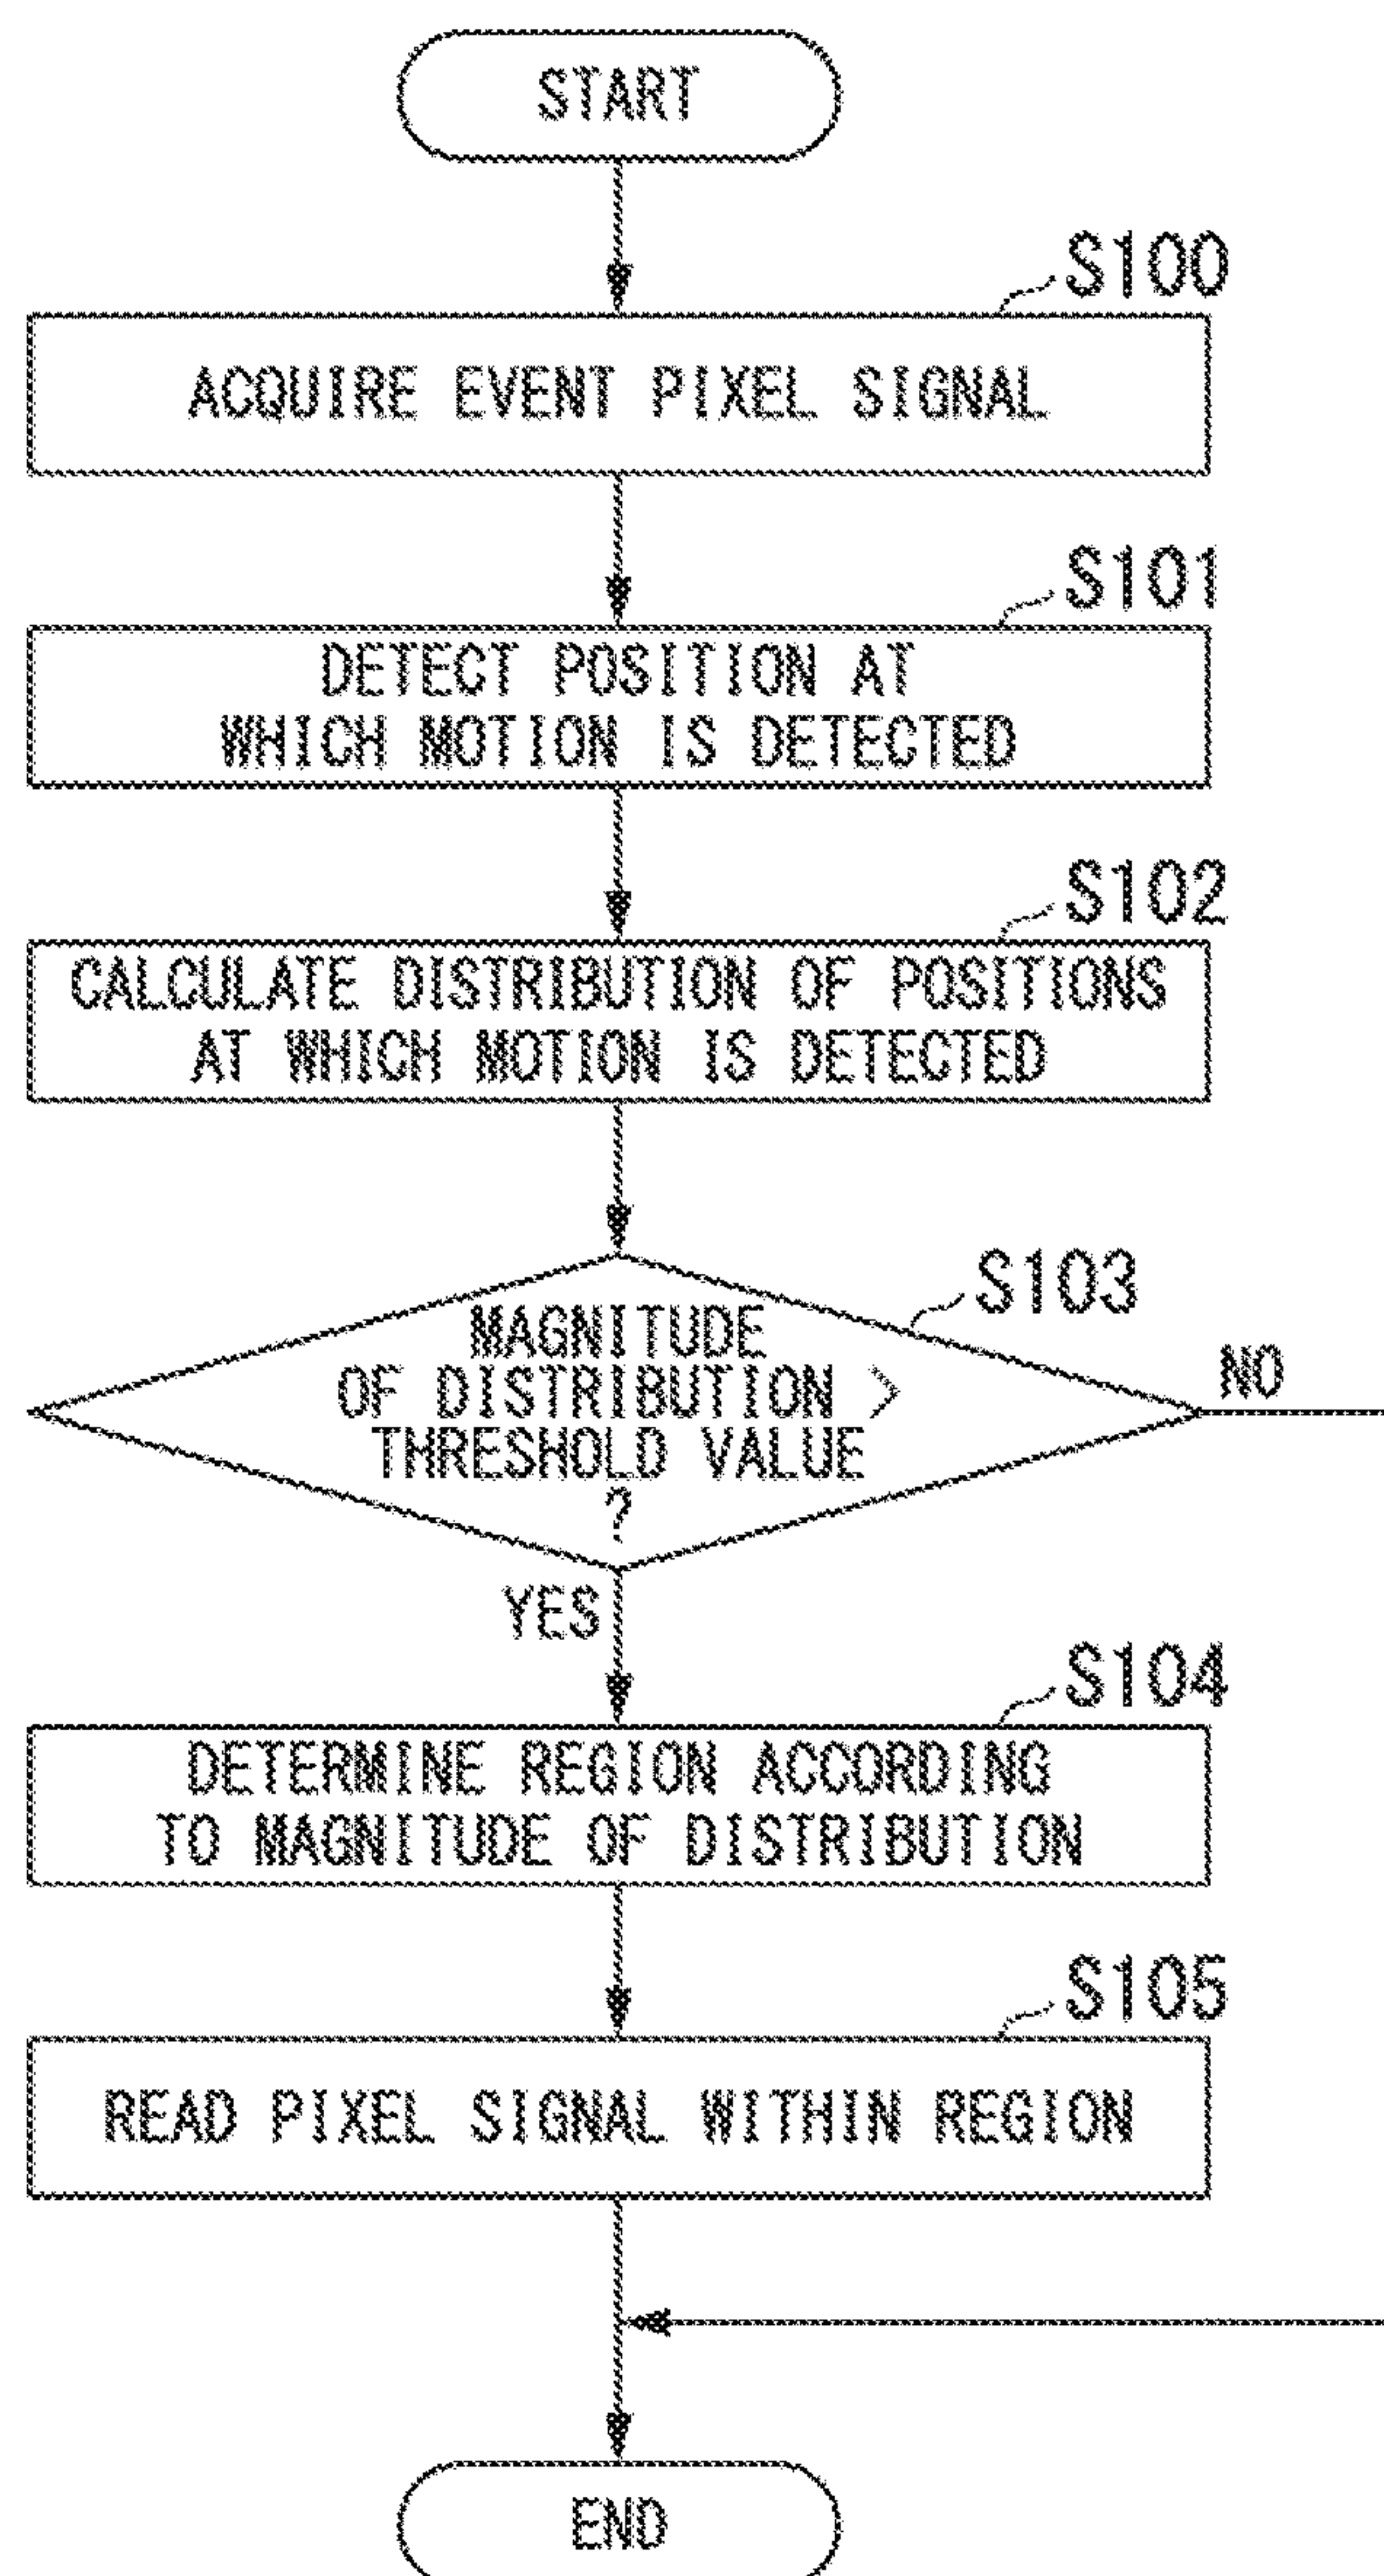 START
S100
ACQUIRE EVENT PIXEL SIGNAL
S101
DETECT POSITION AT
WHICH MOTION IS DETECTED
S102
CALCULATE DISTRIBUTION OF POSITIONS
AT WHICH MOTION IS DETECTED
S103
MAGNITUDE
OF DISTRIBUTION >
THRESHOLD VALUE
?
NO
YES
S104
DETERMINE REGION ACCORDING
TO MAGNITUDE OF DISTRIBUTION
S105
READ PIXEL SIGNAL WITHIN REGION
END